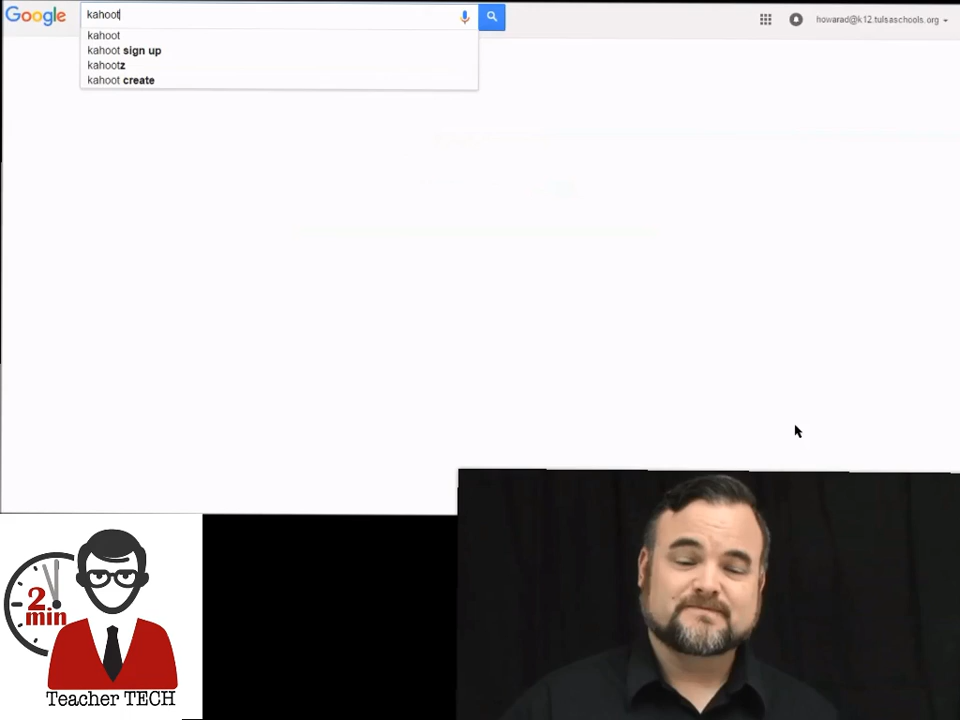 Google
kahoot
howarad@k12.tulsaschools.org
kahoot
kahoot sign up
kahootz
kahoot create
2
min
Teacher TECH